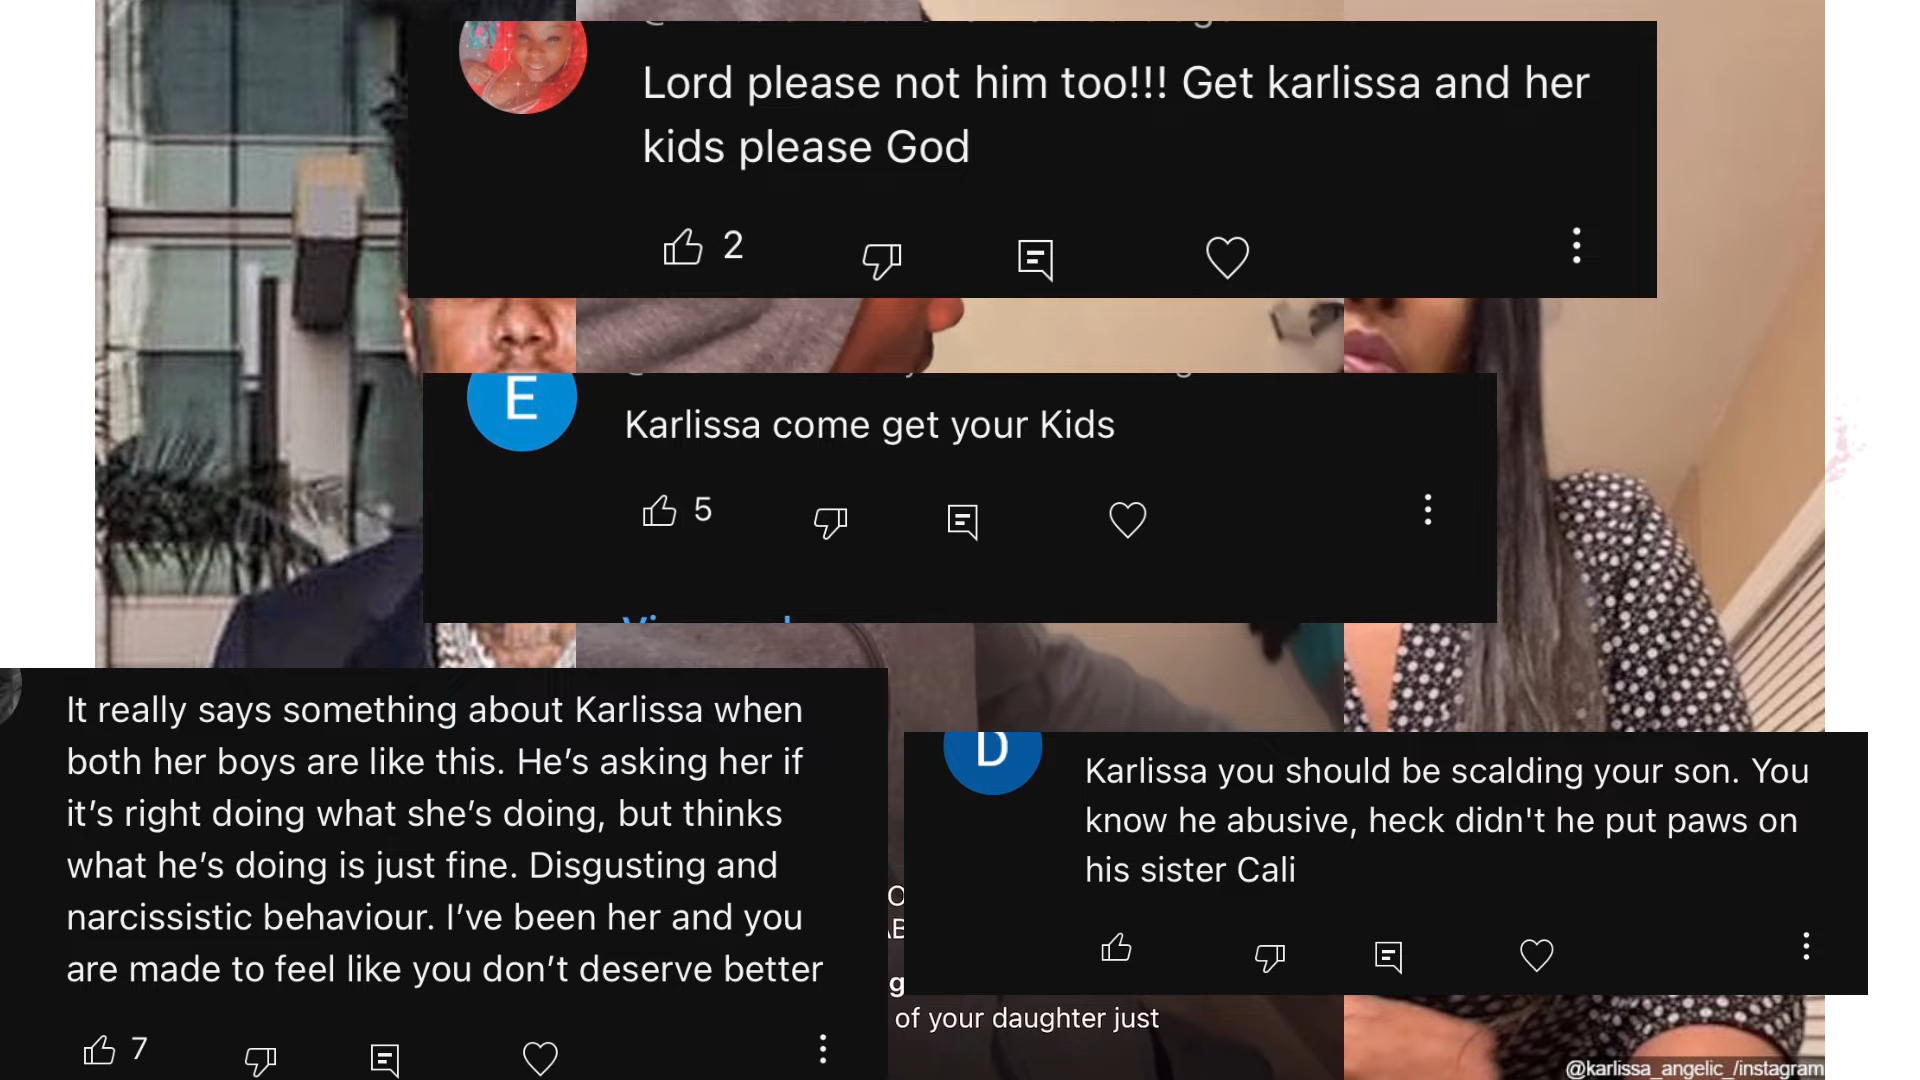 Lord please not him too!!! Get karlissa and her
kids please God
2
E
Karlissa come get your Kids
5
It really says something about Karlissa when
both her boys are like this. He’s asking her if
it’s right doing what she’s doing, but thinks
what he’s doing is just fine. Disgusting and
narcissistic behaviour. I’ve been her and you
are made to feel like you don’t deserve better
7
D
Karlissa you should be scalding your son. You
know he abusive, heck didn't he put paws on
his sister Cali
of your daughter just
@karlissa_angelic_/instagram